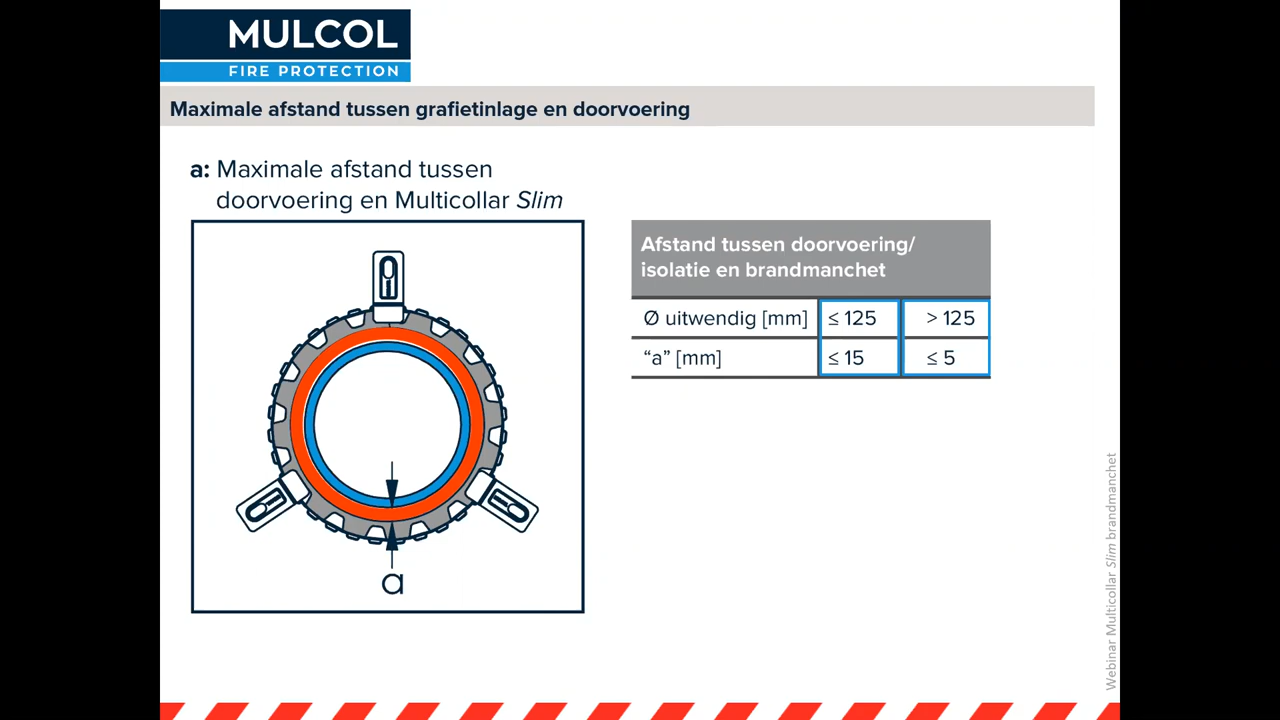 MULCOL
FIRE PROTECTION
Maximale afstand tussen grafietinlage en doorvoering
a: Maximale afstand tussen
doorvoering en Multicollar Slim
a
Afstand tussen doorvoering/
isolatie en brandmanchet
Ø uitwendig [mm] ≤ 125 > 125
“a” [mm] ≤ 15 ≤ 5
Webinar Multicollar Slim brandmanchet